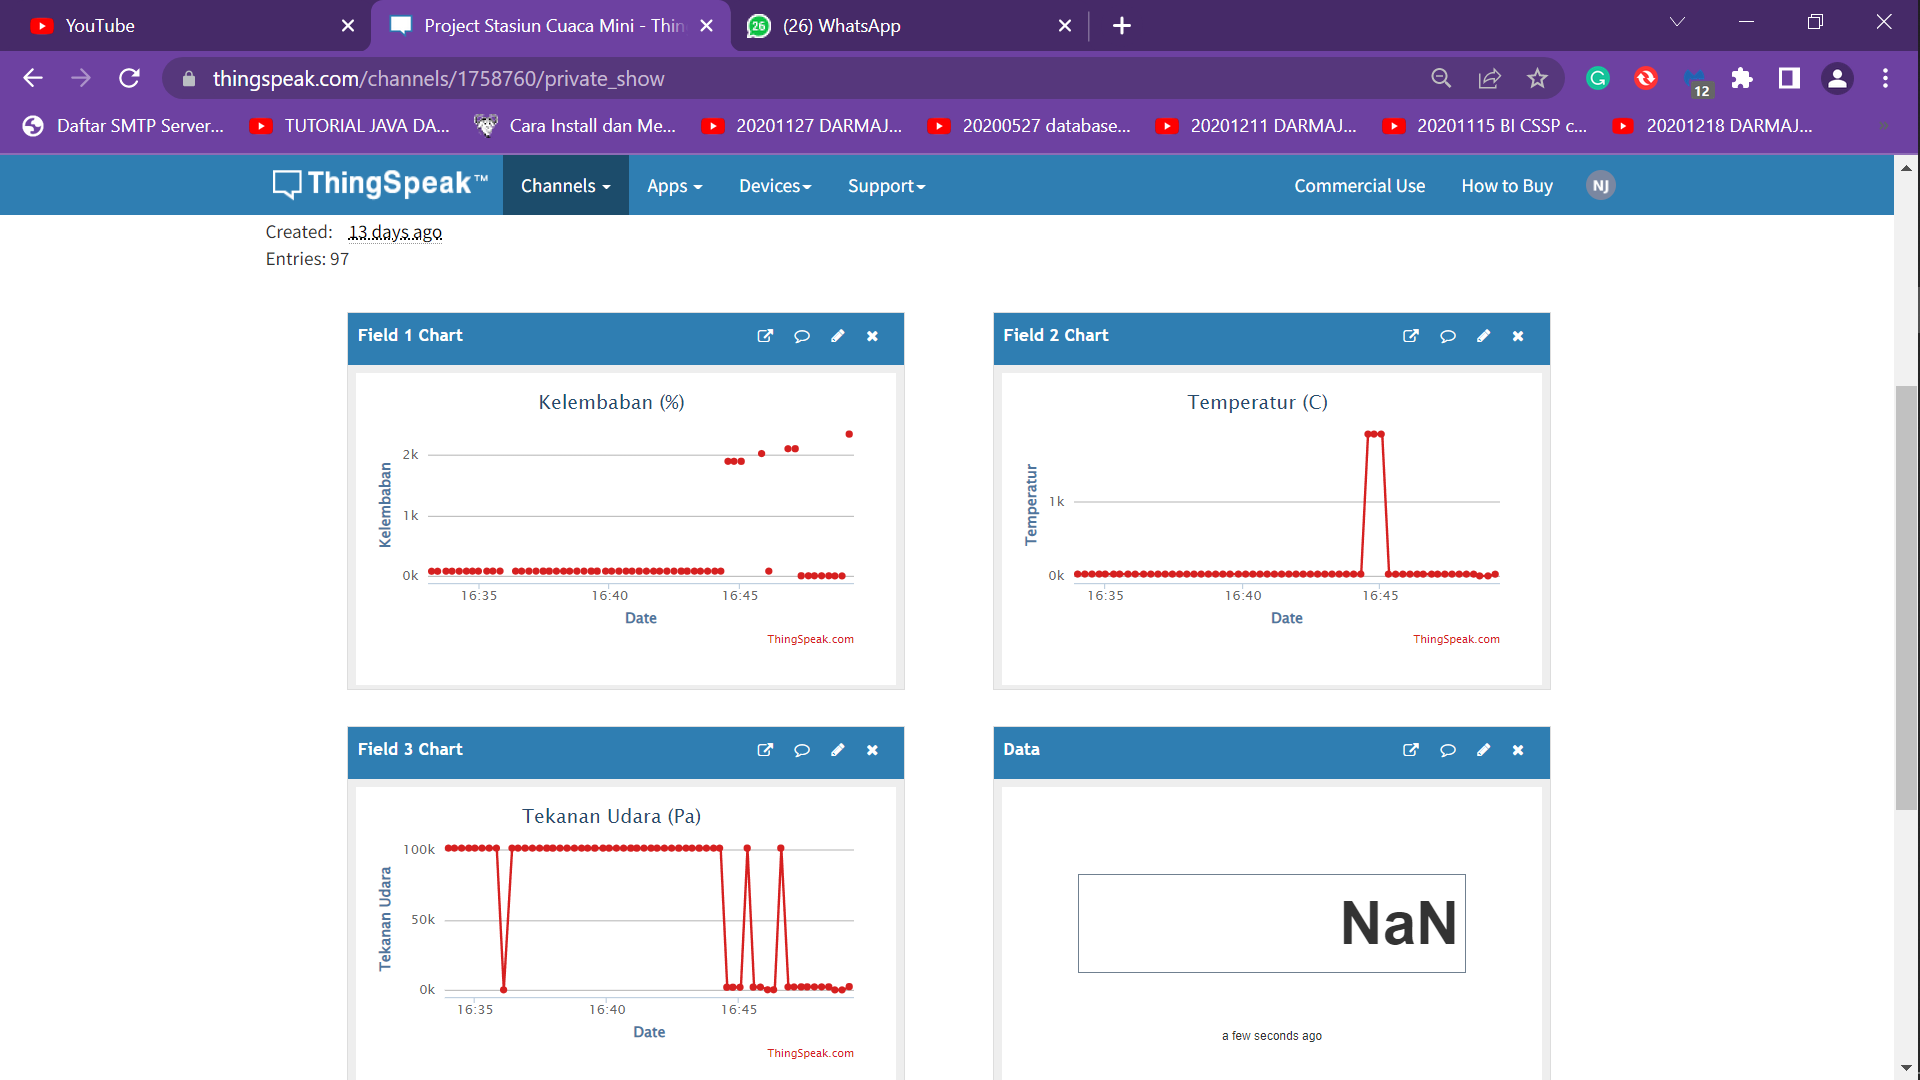 YouTube
Project Stasiun Cuaca Mini - Thin
(26) WhatsApp
thingspeak.com/channels/1758760/private_show
12
Daftar SMTP Server...
TUTORIAL JAVA DA...
Cara Install dan Me...
20201127 DARMAJ...
20200527 database...
20201211 DARMAJ...
20201115 BI CSSP c...
20201218 DARMAJ...
ThingSpeak™
Channels
Apps
Devices
Support
Commercial Use
How to Buy
NJ
Created: 13 days ago
Entries: 97
Field 1 Chart
Kelembaban (%)
Kelembaban
2k
1k
0k
16:35
16:40
16:45
Date
ThingSpeak.com
Field 2 Chart
Temperatur (C)
Temperatur
1k
0k
16:35
16:40
16:45
Date
ThingSpeak.com
Field 3 Chart
Tekanan Udara (Pa)
Tekanan Udara
100k
50k
0k
16:35
16:40
16:45
Date
ThingSpeak.com
Data
NaN
a few seconds ago